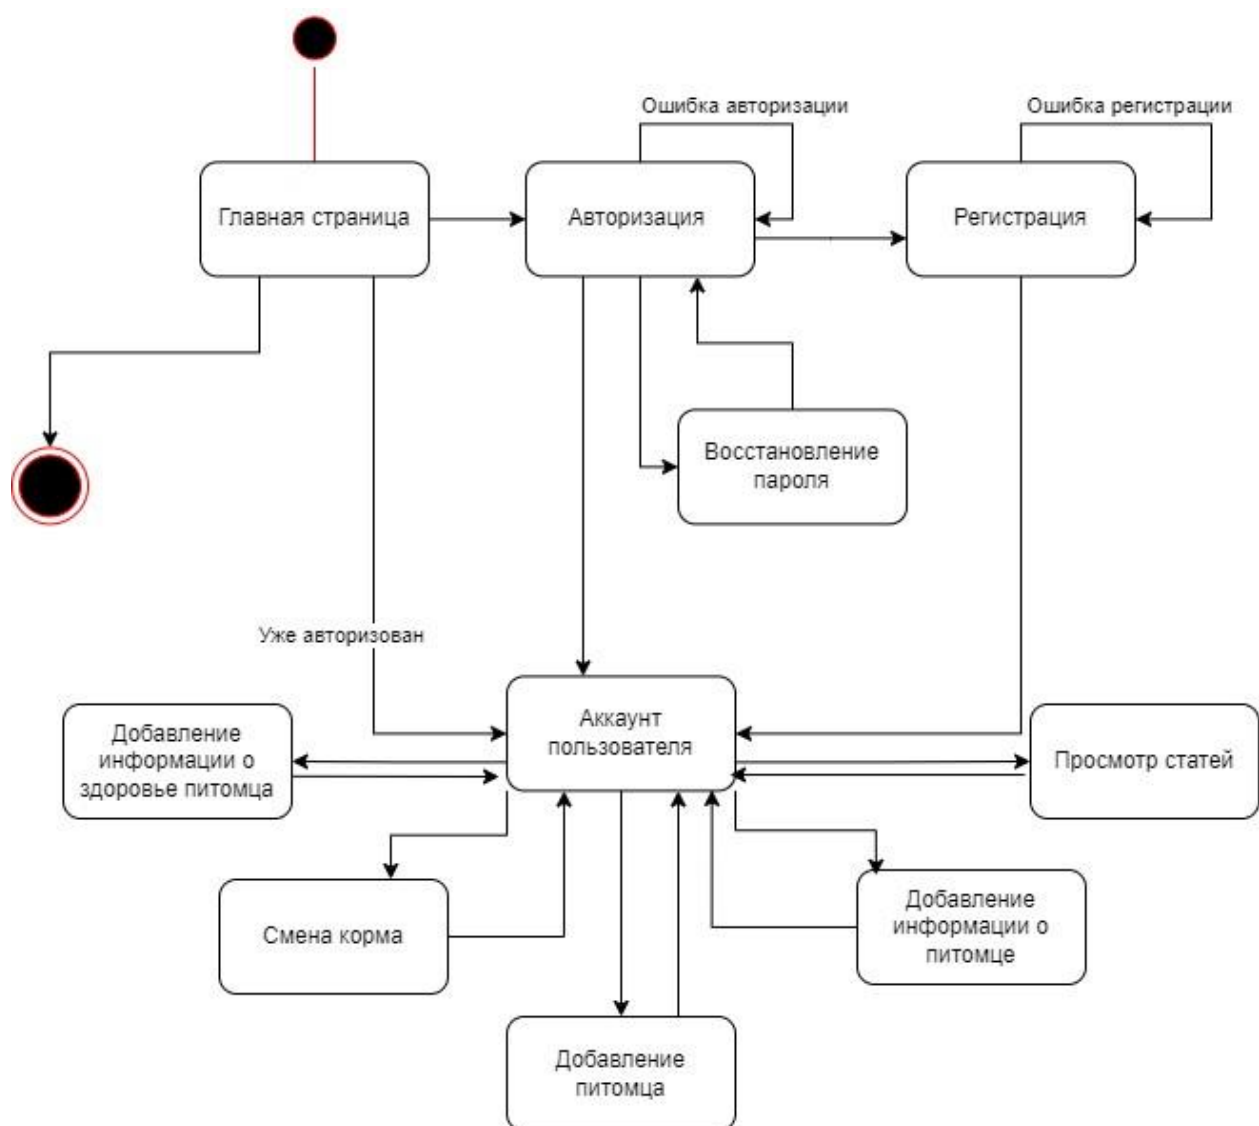 Ошибка авторизации
Ошибка регистрации
Главная страница
Авторизация
Регистрация
Восстановление
пароля
Уже авторизован
Аккаунт
пользователя
Добавление
информации о
здоровье питомца
Просмотр статей
Смена корма
Добавление
информации о
питомце
Добавление
питомца